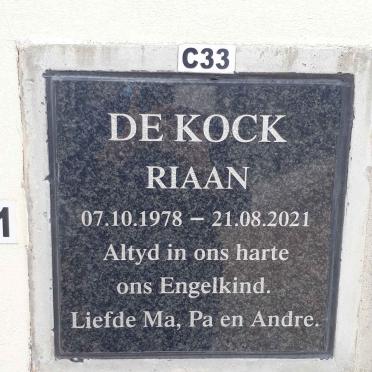 C33
DE KOCK
RIAAN
07.10.1978 – 21.08.2021
Altyd in ons harte
ons Engelkind.
Liefde Ma, Pa en Andre.